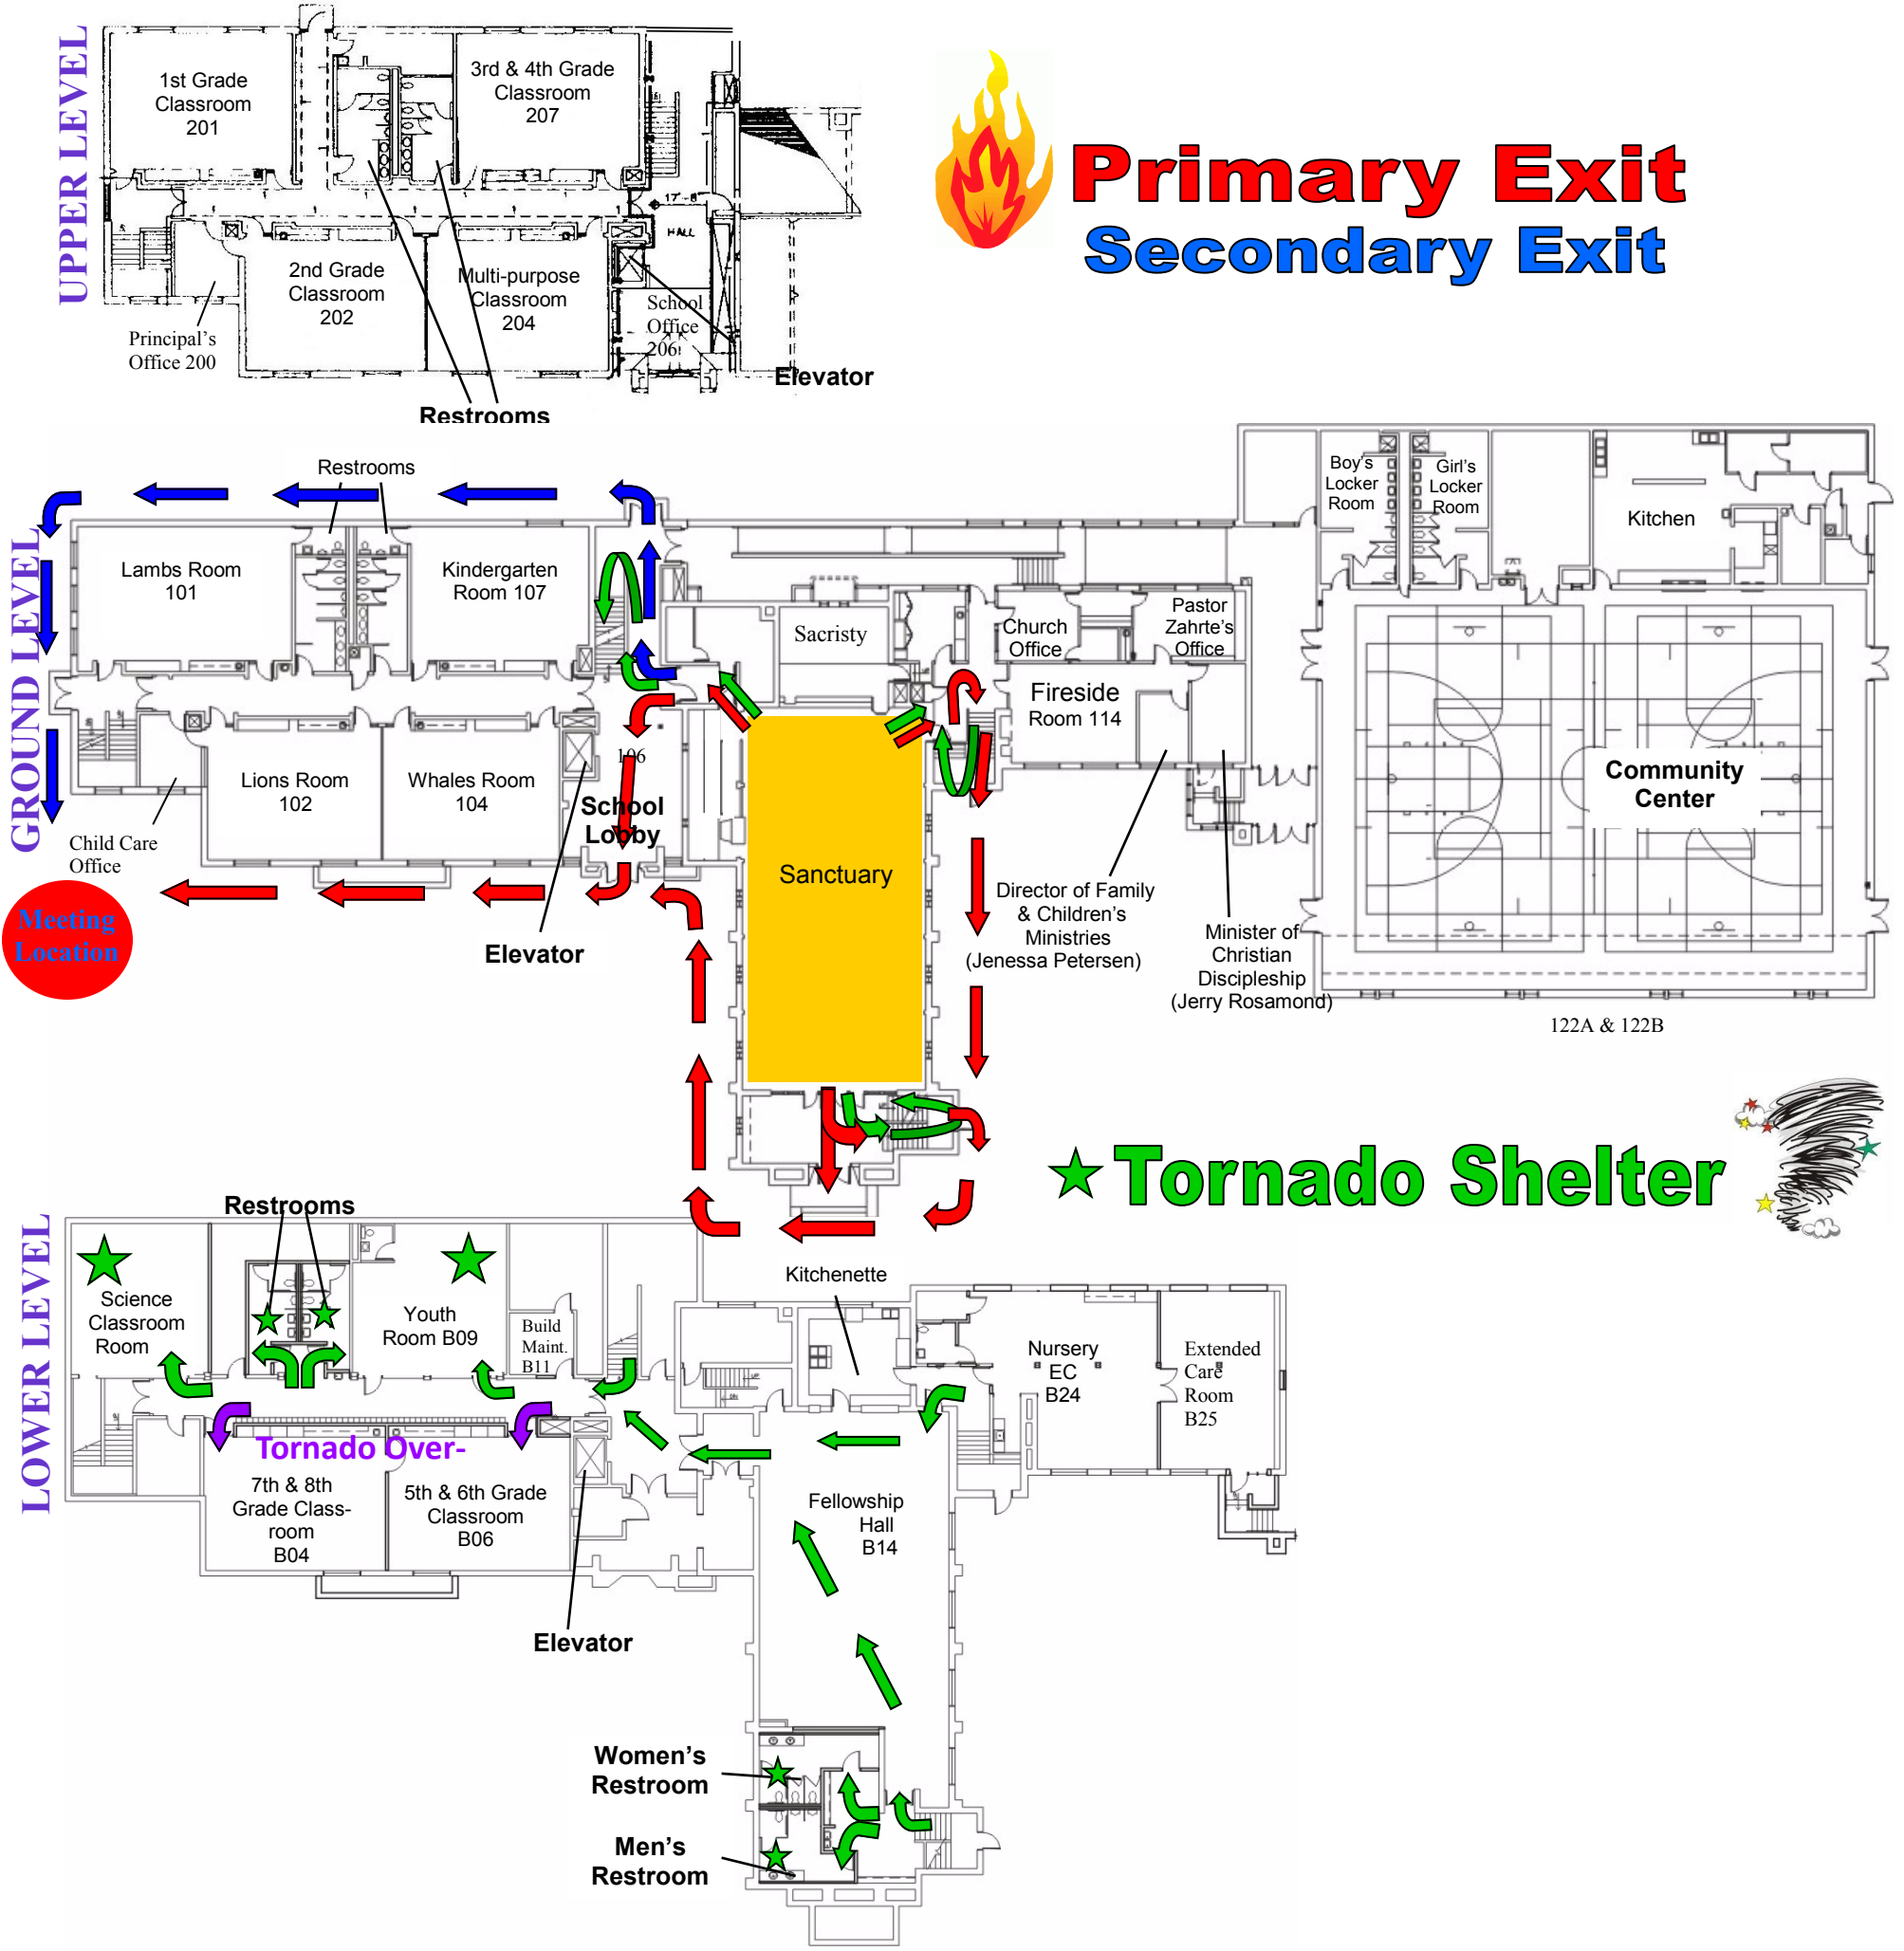 UPPER LEVEL
1st Grade
Classroom
201
3rd & 4th Grade
Classroom
207
17'-8"
HALL
2nd Grade
Classroom
202
Multi-purpose
Classroom
204
School
Office
206
Principal's
Office 200
Elevator
Restrooms
Primary Exit
Secondary Exit
GROUND LEVEL
Restrooms
Lambs Room
101
Kindergarten
Room 107
Sacristy
Church
Office
Pastor
Zahrte's
Office
Fireside
Room 114
Boy's
Locker
Room
Girl's
Locker
Room
Kitchen
Lions Room
102
Whales Room
104
106
School
Lobby
Child Care
Office
Meeting
Location
Elevator
Sanctuary
Director of Family
& Children's
Ministries
(Jenessa Petersen)
Minister of
Christian
Discipleship
(Jerry Rosamond)
Community
Center
122A & 122B
Tornado Shelter
LOWER LEVEL
Restrooms
Science
Classroom
Room
Youth
Room B09
Build
Maint.
B11
Kitchenette
Nursery
EC
B24
Extended
Care
Room
B25
Tornado Over-
7th & 8th
Grade Class-
room
B04
5th & 6th Grade
Classroom
B06
Fellowship
Hall
B14
Elevator
Women's
Restroom
Men's
Restroom